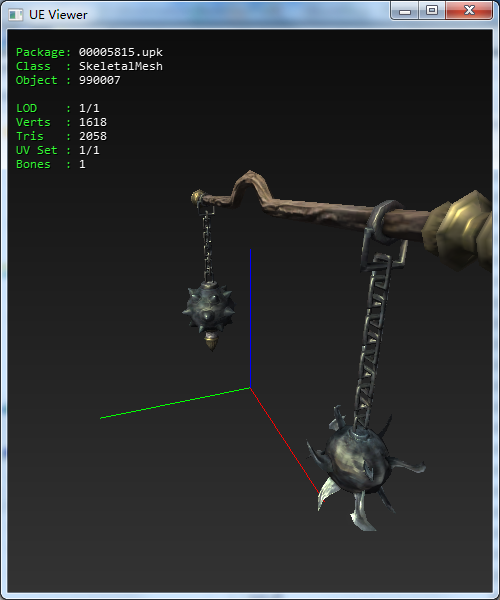 UE Viewer
Package: 00005815.upk
Class  : SkeletalMesh
Object : 990007
LOD    : 1/1
Verts  : 1618
Tris   : 2058
UV Set : 1/1
Bones  : 1